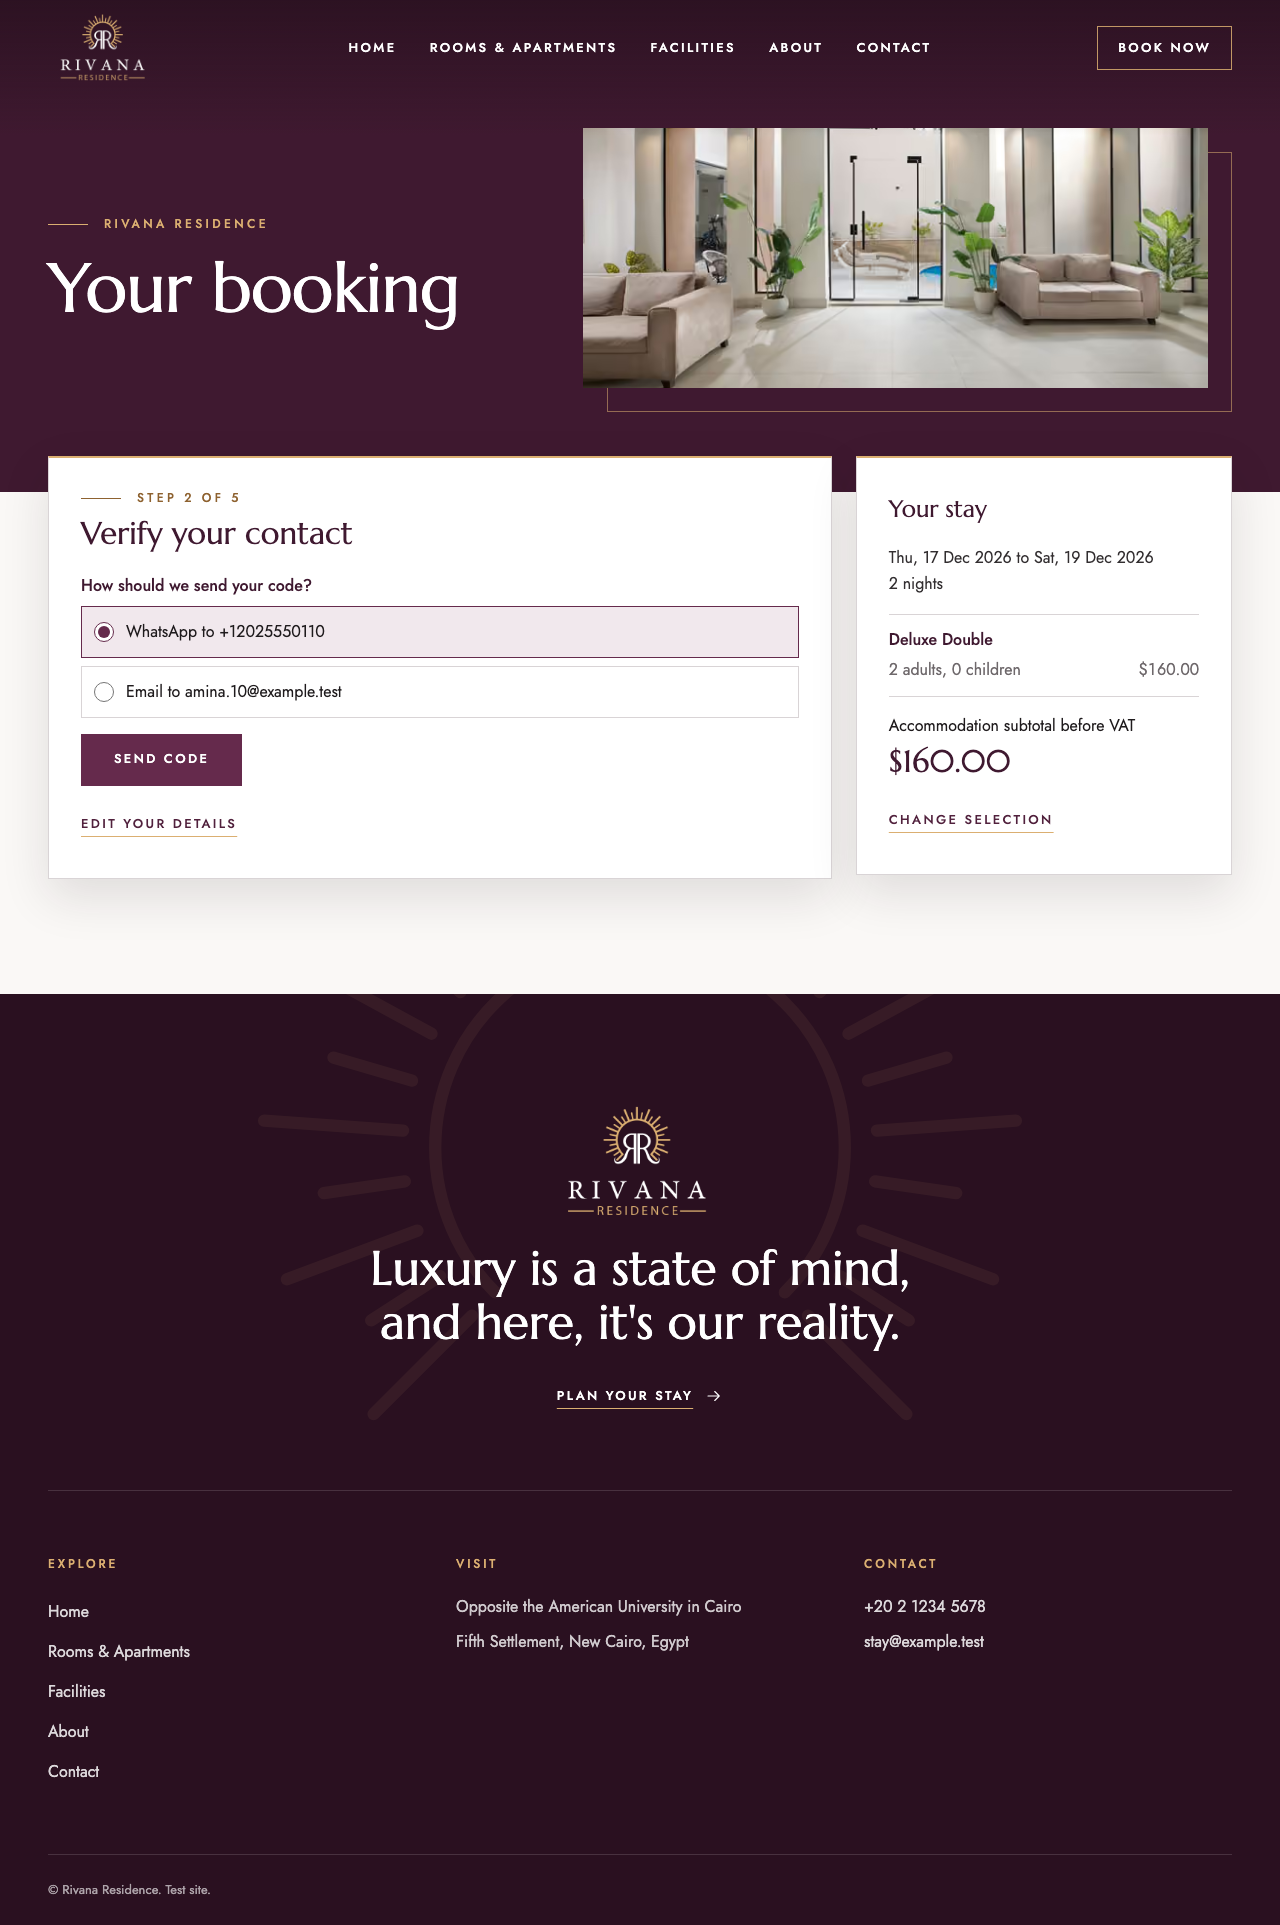 RIVANA
RESIDENCE
HOME
ROOMS & APARTMENTS
FACILITIES
ABOUT
CONTACT
BOOK NOW
RIVANA RESIDENCE
Your booking
STEP 2 OF 5
Verify your contact
How should we send your code?
WhatsApp to +12025550110
Email to amina.10@example.test
SEND CODE
EDIT YOUR DETAILS
Your stay
Thu, 17 Dec 2026 to Sat, 19 Dec 2026
2 nights
Deluxe Double
2 adults, 0 children $160.00
Accommodation subtotal before VAT
$160.00
CHANGE SELECTION
RIVANA
RESIDENCE
Luxury is a state of mind,
and here, it's our reality.
PLAN YOUR STAY →
EXPLORE
Home
Rooms & Apartments
Facilities
About
Contact
VISIT
Opposite the American University in Cairo
Fifth Settlement, New Cairo, Egypt
CONTACT
+20 2 1234 5678
stay@example.test
© Rivana Residence. Test site.